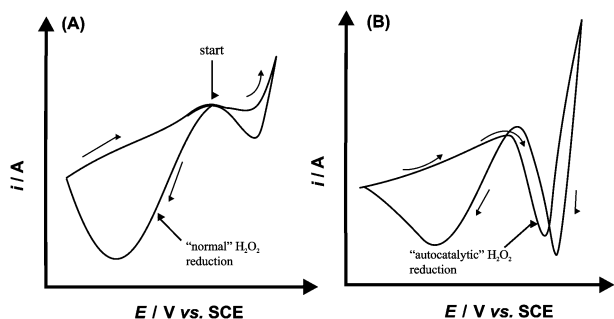 (A)
start
"normal" H₂O₂
reduction
i / A
E / V vs. SCE
(B)
"autocatalytic" H₂O₂
reduction
i / A
E / V vs. SCE